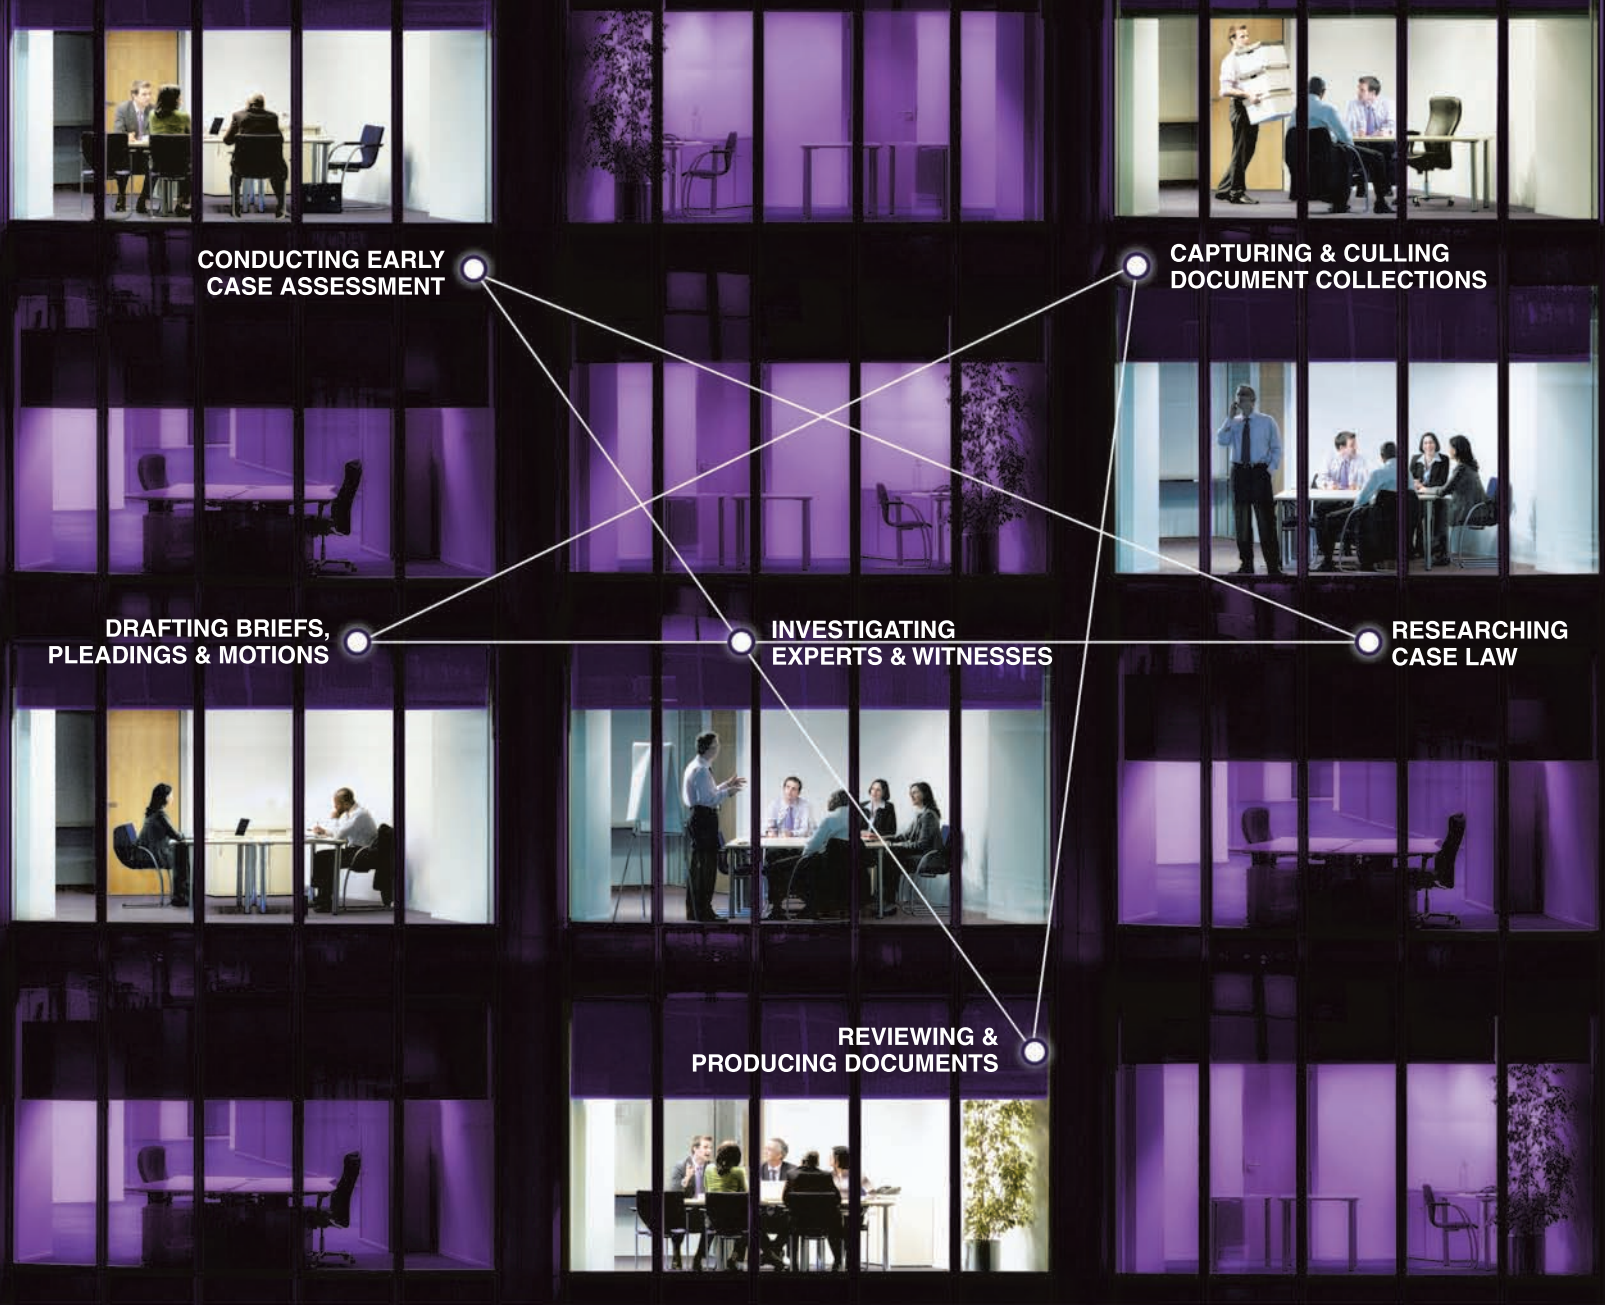 CONDUCTING EARLY
CASE ASSESSMENT
CAPTURING & CULLING
DOCUMENT COLLECTIONS
DRAFTING BRIEFS,
PLEADINGS & MOTIONS
INVESTIGATING
EXPERTS & WITNESSES
RESEARCHING
CASE LAW
REVIEWING &
PRODUCING DOCUMENTS